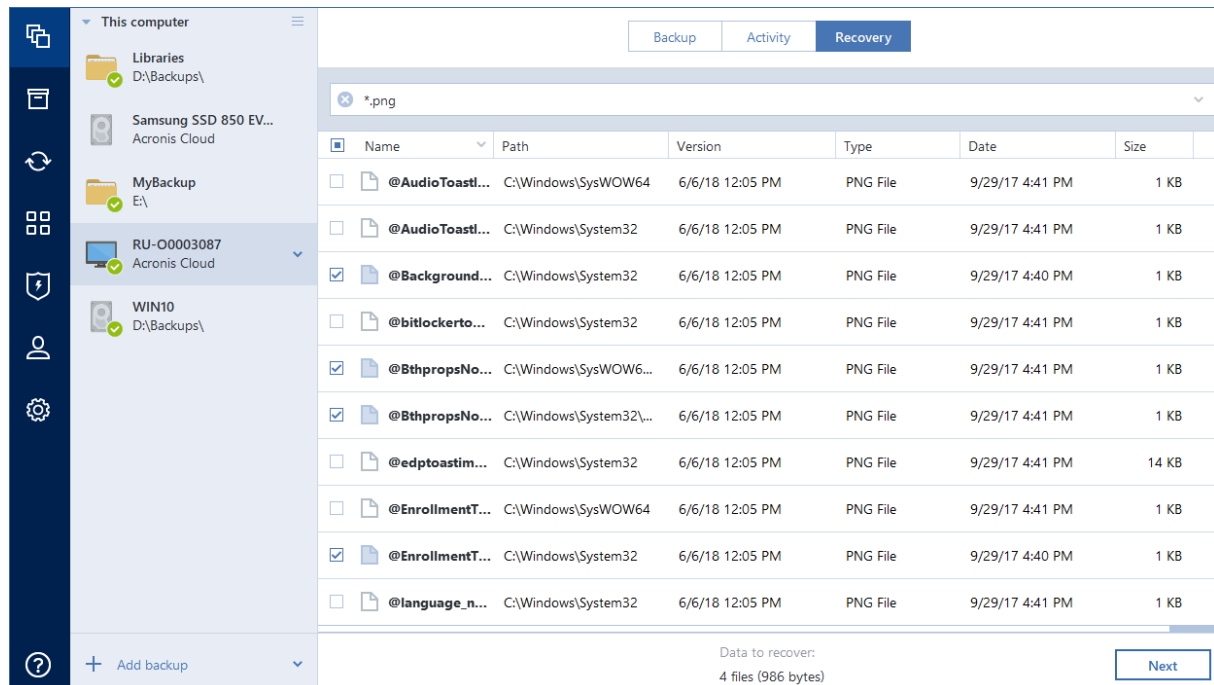 This computer
Libraries
D:\Backups\
Samsung SSD 850 EV...
Acronis Cloud
MyBackup
E:\
RU-O0003087
Acronis Cloud
WIN10
D:\Backups\
Add backup
Backup Activity Recovery
*.png
Name Path Version Type Date Size
@AudioToastI... C:\Windows\SysWOW64 6/6/18 12:05 PM PNG File 9/29/17 4:41 PM 1 KB
@AudioToastI... C:\Windows\System32 6/6/18 12:05 PM PNG File 9/29/17 4:41 PM 1 KB
@Background... C:\Windows\System32 6/6/18 12:05 PM PNG File 9/29/17 4:40 PM 1 KB
@bitlockerto... C:\Windows\System32 6/6/18 12:05 PM PNG File 9/29/17 4:41 PM 1 KB
@BthpropsNo... C:\Windows\SysWOW6... 6/6/18 12:05 PM PNG File 9/29/17 4:41 PM 1 KB
@BthpropsNo... C:\Windows\System32\... 6/6/18 12:05 PM PNG File 9/29/17 4:41 PM 1 KB
@edptoastim... C:\Windows\System32 6/6/18 12:05 PM PNG File 9/29/17 4:41 PM 14 KB
@EnrollmentT... C:\Windows\SysWOW64 6/6/18 12:05 PM PNG File 9/29/17 4:41 PM 1 KB
@EnrollmentT... C:\Windows\System32 6/6/18 12:05 PM PNG File 9/29/17 4:40 PM 1 KB
@language_n... C:\Windows\System32 6/6/18 12:05 PM PNG File 9/29/17 4:41 PM 1 KB
Data to recover:
4 files (986 bytes)
Next